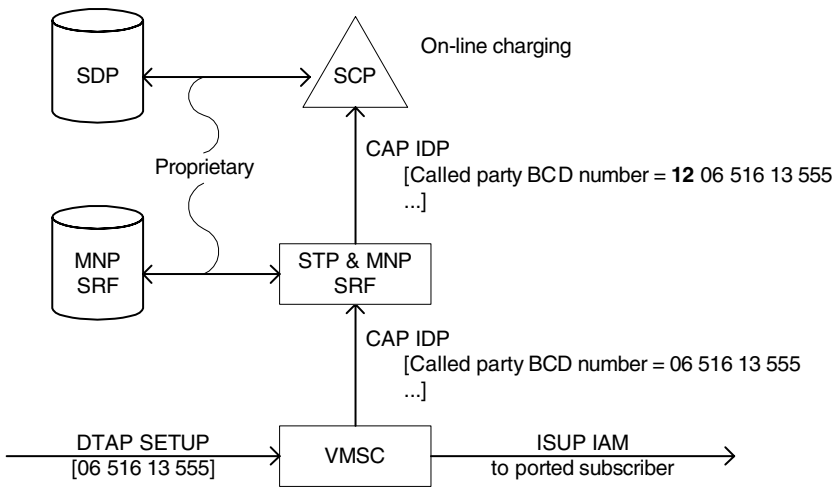 On-line charging
SDP
SCP
CAP IDP
[Called party BCD number = 12 06 516 13 555
...]
Proprietary
MNP
SRF
STP & MNP
SRF
CAP IDP
[Called party BCD number = 06 516 13 555
...]
DTAP SETUP
[06 516 13 555]
VMSC
ISUP IAM
to ported subscriber